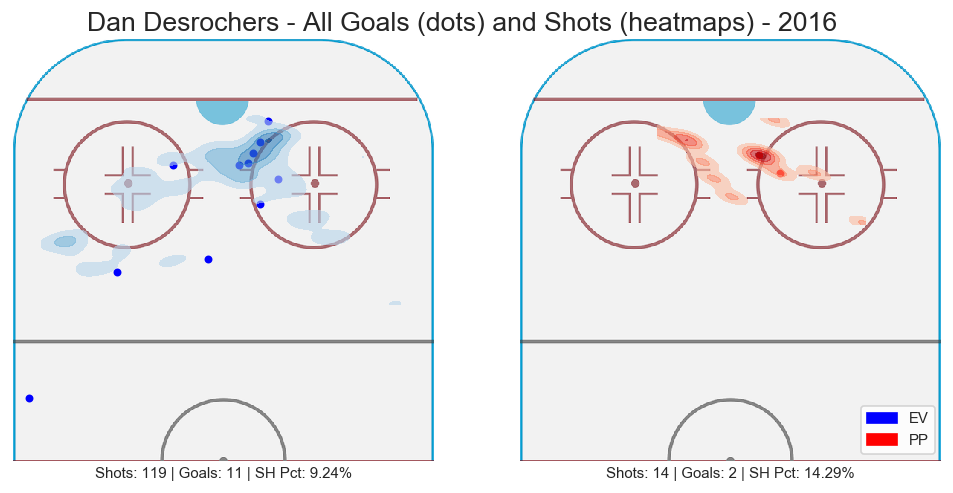 Dan Desrochers - All Goals (dots) and Shots (heatmaps) - 2016
EV
PP
Shots: 119 | Goals: 11 | SH Pct: 9.24%
Shots: 14 | Goals: 2 | SH Pct: 14.29%